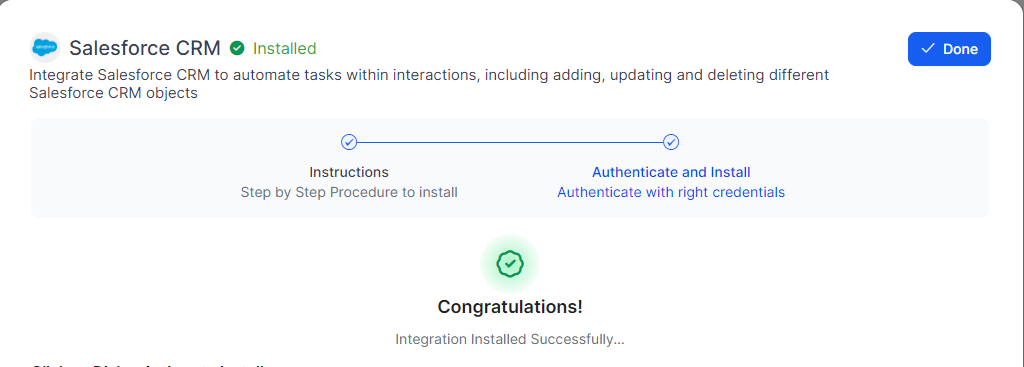 Salesforce CRM Installed
Done
Integrate Salesforce CRM to automate tasks within interactions, including adding, updating and deleting different
Salesforce CRM objects
Instructions
Authenticate and Install
Step by Step Procedure to install
Authenticate with right credentials
Congratulations!
Integration Installed Successfully...